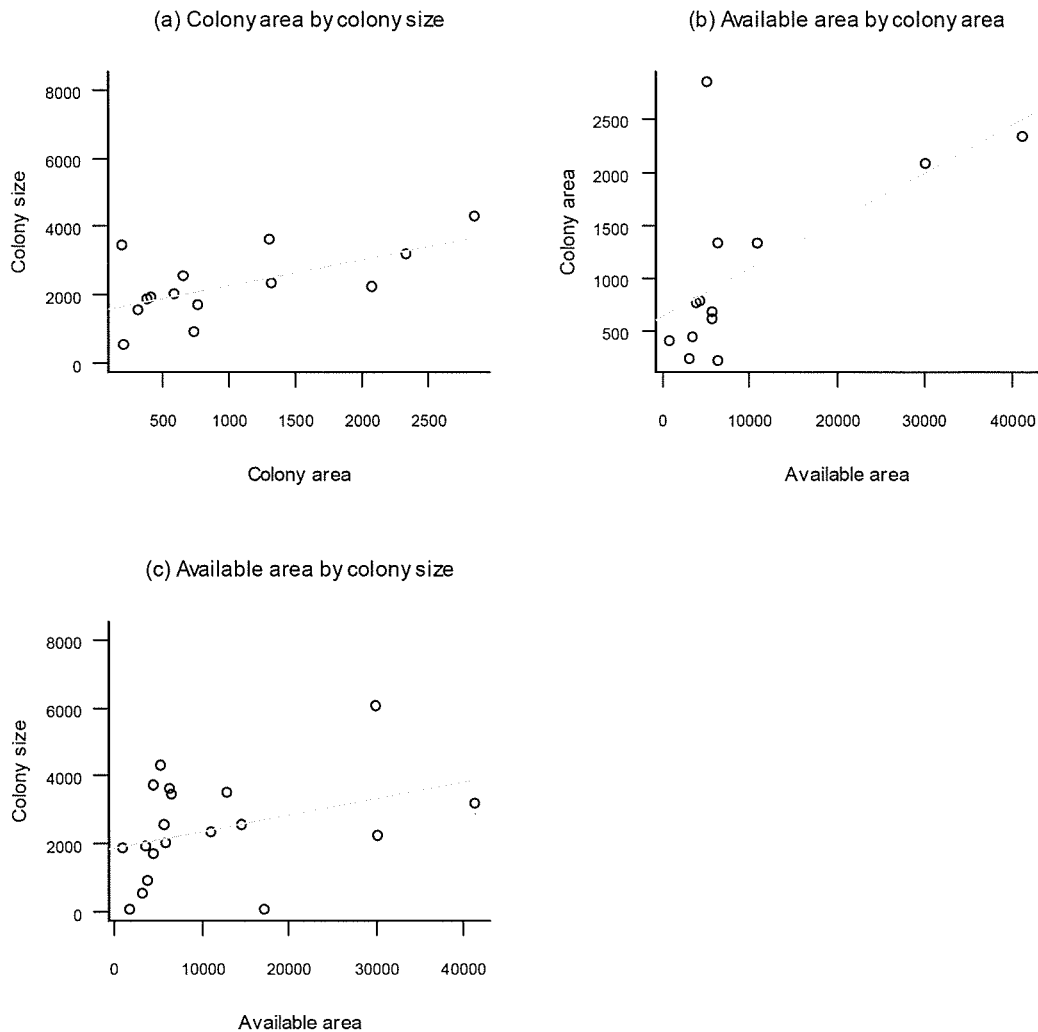 (a) Colony area by colony size
8000
6000
4000
2000
0
Colony size
500 1000 1500 2000 2500
Colony area
(b) Available area by colony area
2500
2000
1500
1000
500
Colony area
0 10000 20000 30000 40000
Available area
(c) Available area by colony size
8000
6000
4000
2000
0
Colony size
0 10000 20000 30000 40000
Available area